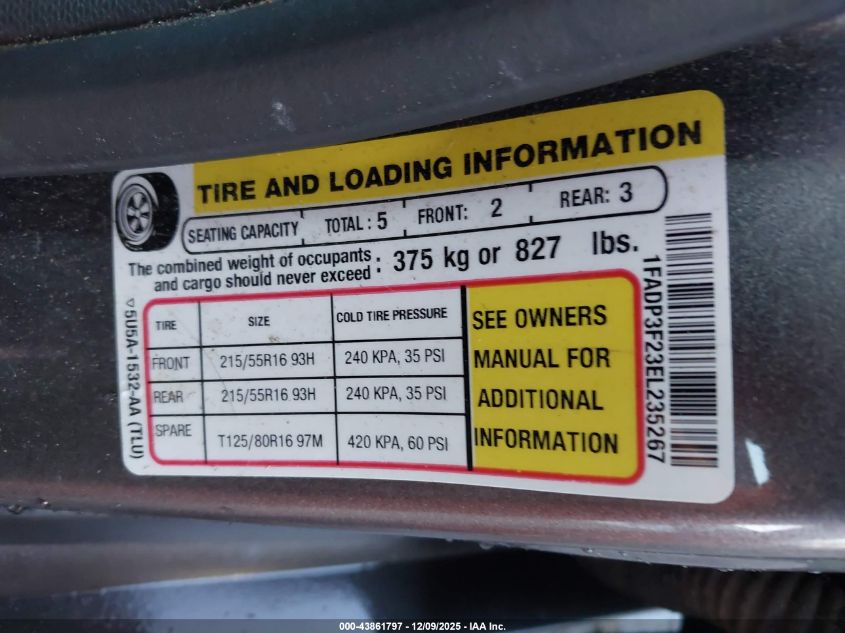 TIRE AND LOADING INFORMATION
SEATING CAPACITY TOTAL: 5 FRONT: 2 REAR: 3
The combined weight of occupants and cargo should never exceed: 375 kg or 827 lbs.
TIRE SIZE COLD TIRE PRESSURE
FRONT 215/55R16 93H 240 KPA, 35 PSI
REAR 215/55R16 93H 240 KPA, 35 PSI
SPARE T125/80R16 97M 420 KPA, 60 PSI
SEE OWNERS
MANUAL FOR
ADDITIONAL
INFORMATION
5U5A-1532-AA (TLU)
1FADP3F23EL235267
000-43861797 - 12/09/2025 - IAA Inc.